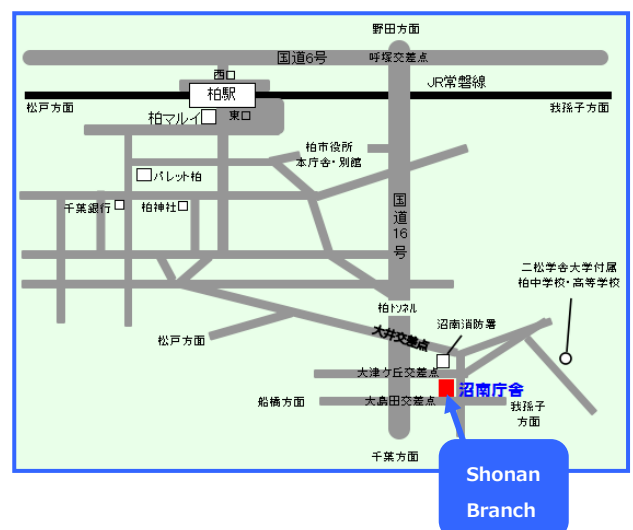 野田方面
国道6号
呼塚交差点
西口
JR常磐線
柏駅
松戸方面
我孫子方面
柏マルイ
東口
柏市役所
本庁舎・別館
パレット柏
国道16号
千葉銀行
柏神社
二松学舎大学付属
柏中学校・高等学校
柏トンネル
沼南消防署
大井交差点
松戸方面
大津ケ丘交差点
沼南庁舎
船橋方面
大島田交差点
我孫子
方面
千葉方面
Shonan
Branch